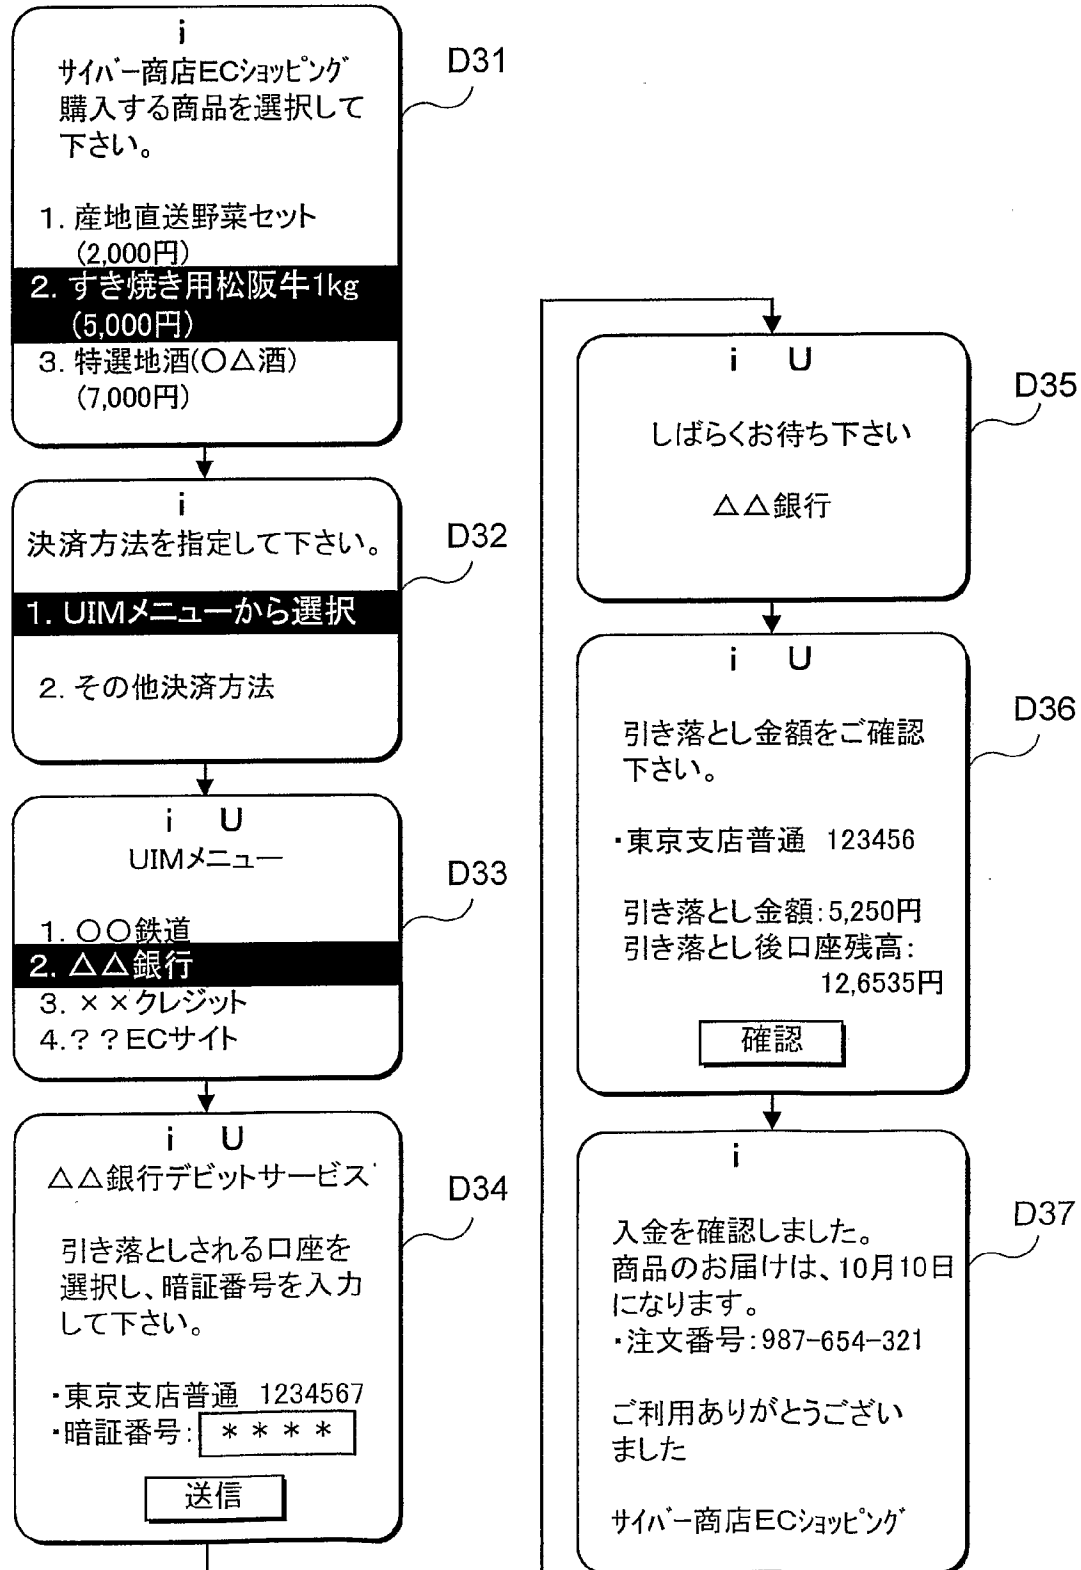 i
サイバー商店ECショッピング
購入する商品を選択して
下さい。
1. 産地直送野菜セット
(2,000円)
2. すき焼き用松阪牛1kg
(5,000円)
3. 特選地酒(○△酒)
(7,000円)
D31
i
決済方法を指定して下さい。
1. UIMメニューから選択
2. その他決済方法
D32
i U
UIMメニュー
1. ○○鉄道
2. △△銀行
3. ××クレジット
4.??ECサイト
D33
i U
△△銀行デビットサービス
引き落としされる口座を
選択し、暗証番号を入力
して下さい。
・東京支店普通 1234567
・暗証番号: ****
送信
D34
i U
しばらくお待ち下さい
△△銀行
D35
i U
引き落とし金額をご確認
下さい。
・東京支店普通 123456
引き落とし金額:5,250円
引き落とし後口座残高:
12,6535円
確認
D36
i
入金を確認しました。
商品のお届けは、10月10日
になります。
・注文番号:987-654-321
ご利用ありがとうござい
ました
サイバー商店ECショッピング
D37